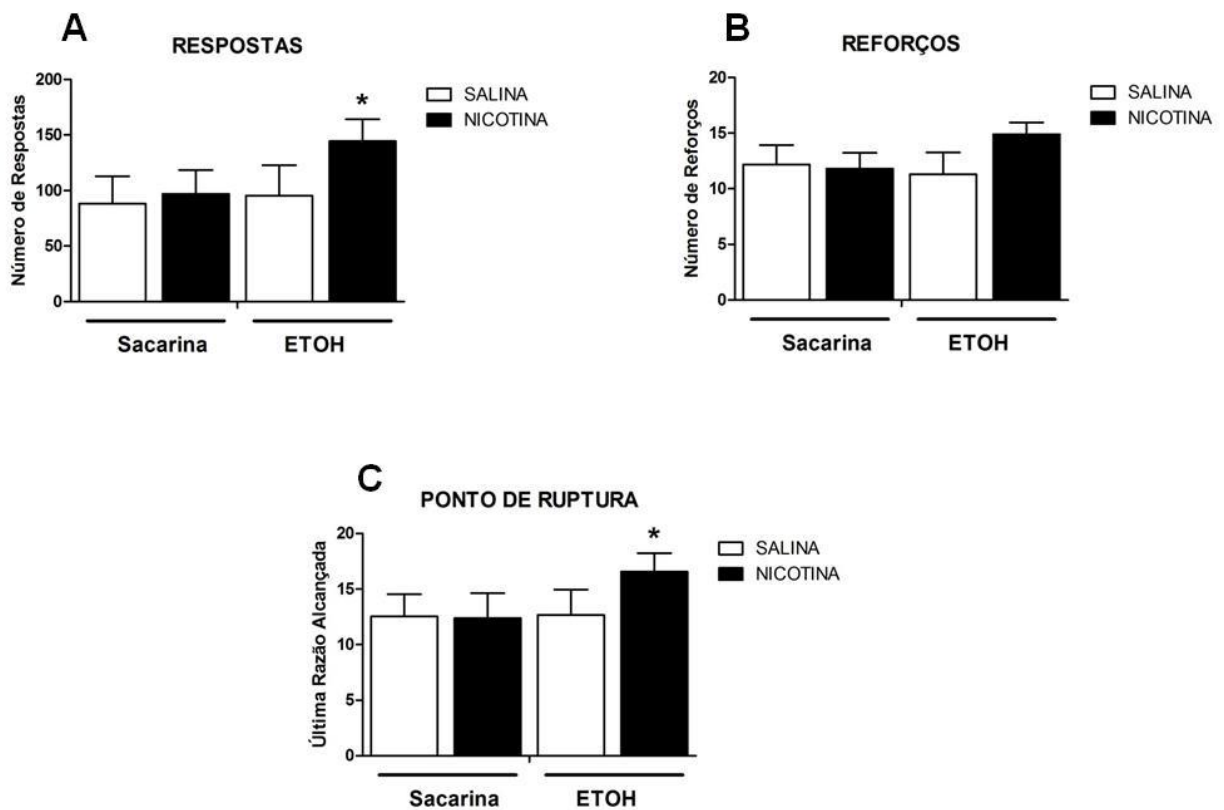 A
RESPOSTAS
Número de Respostas
200
150
100
50
0
*
SALINA
NICOTINA
Sacarina
ETOH
B
REFORÇOS
Número de Reforços
20
15
10
5
0
SALINA
NICOTINA
Sacarina
ETOH
C
PONTO DE RUPTURA
Última Razão Alcançada
20
15
10
5
0
*
SALINA
NICOTINA
Sacarina
ETOH